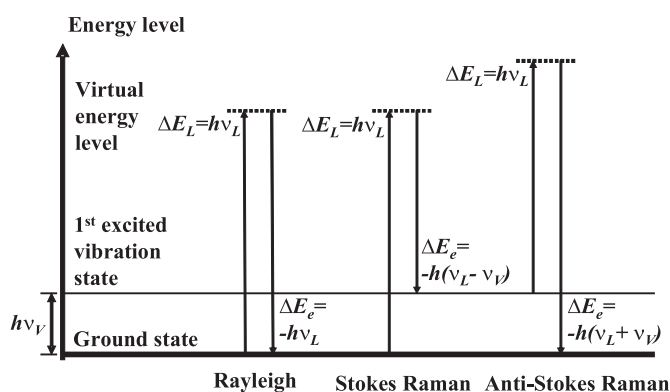 Energy level
Virtual
energy
level
ΔE_L=hν_L
ΔE_L=hν_L
ΔE_L=hν_L
1st excited
vibration
state
ΔE_e=
-h(ν_L- ν_V)
hν_V
Ground state
ΔE_e=
-hν_L
ΔE_e=
-h(ν_L+ ν_V)
Rayleigh
Stokes Raman
Anti-Stokes Raman